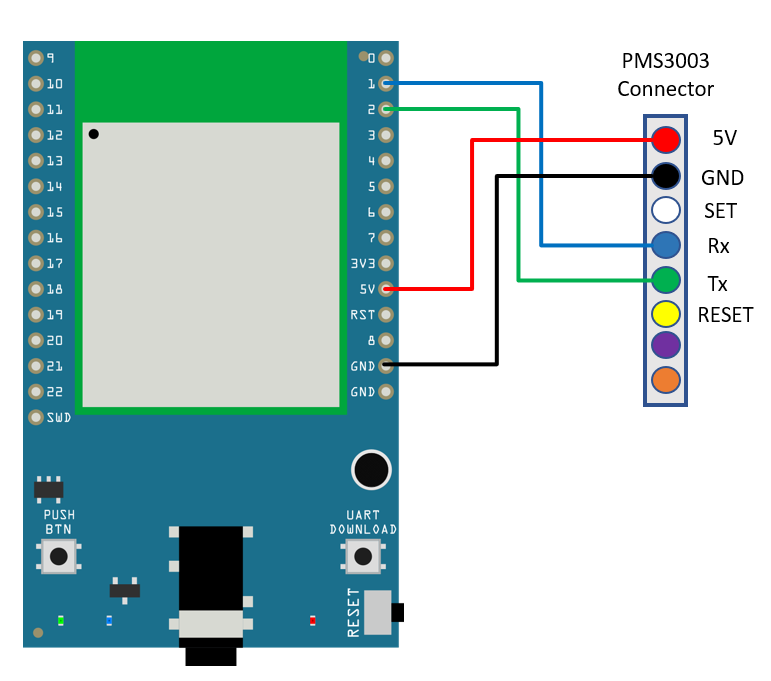 9
10
11
12
13
14
15
16
17
18
19
20
21
22
SWD
0
1
2
3
4
5
6
7
3V3
5V
RST
8
GND
GND
PUSH
BTN
UART
DOWNLOAD
RESET
PMS3003
Connector
5V
GND
SET
Rx
Tx
RESET